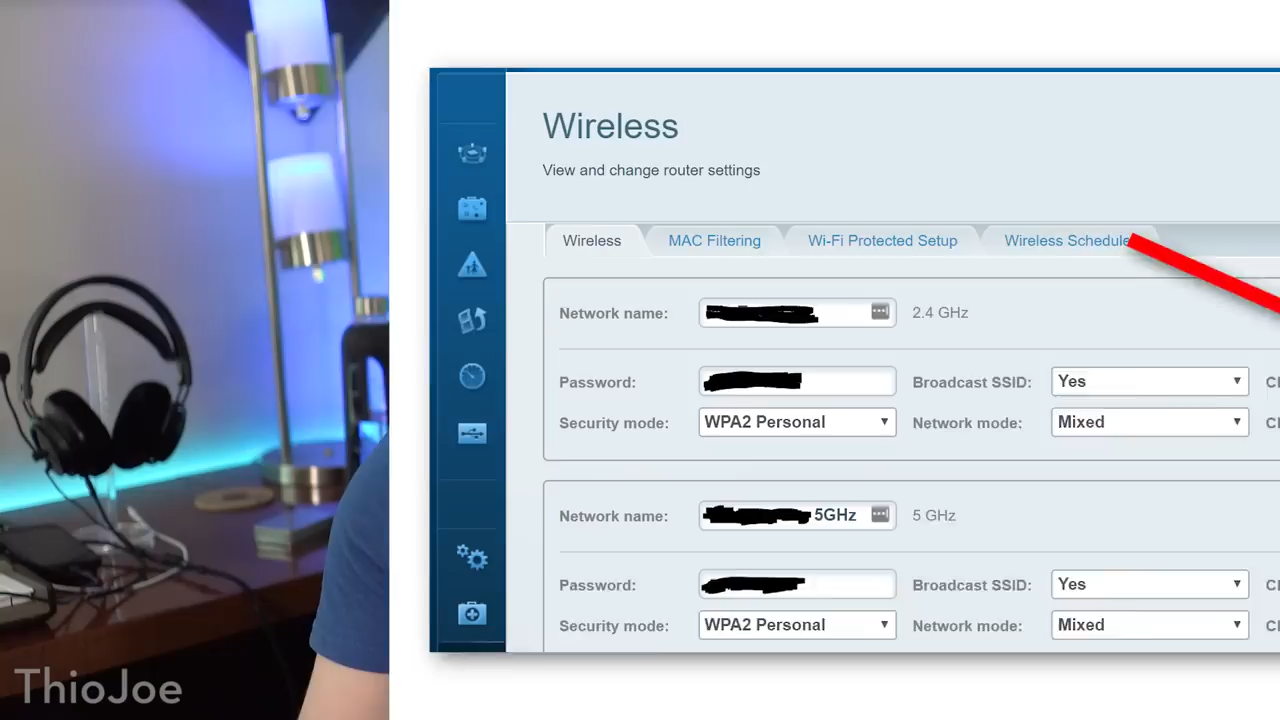 Wireless
View and change router settings
Wireless MAC Filtering Wi-Fi Protected Setup Wireless Schedule
Network name: 2.4 GHz
Password: Broadcast SSID: Yes
Security mode: WPA2 Personal Network mode: Mixed
Network name: 5GHz 5 GHz
Password: Broadcast SSID: Yes
Security mode: WPA2 Personal Network mode: Mixed
ThioJoe